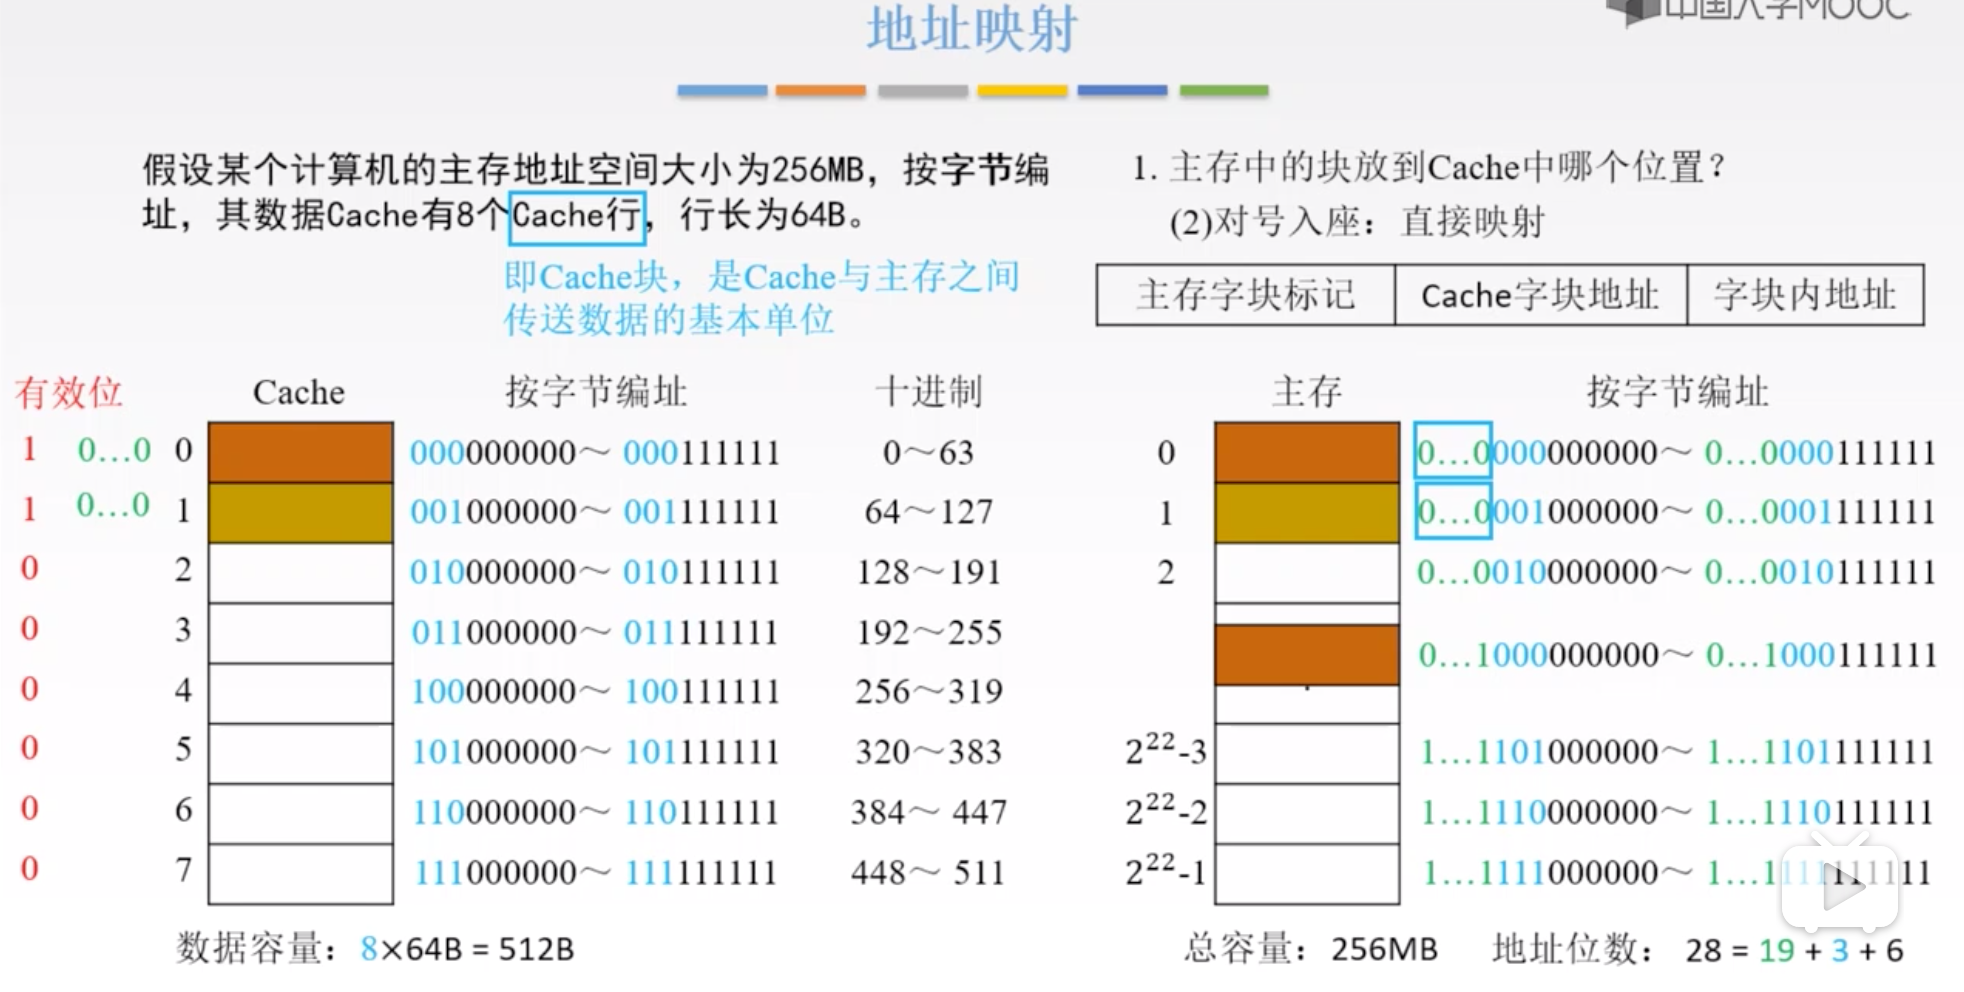 地址映射
中国大学MOOC
假设某个计算机的主存地址空间大小为256MB，按字节编
址，其数据Cache有8个Cache行，行长为64B。
即Cache块，是Cache与主存之间
传送数据的基本单位
1. 主存中的块放到Cache中哪个位置？
(2)对号入座：直接映射
主存字块标记 Cache字块地址 字块内地址
有效位 Cache 按字节编址 十进制 主存 按字节编址
1 0…0 0 000000000～ 000111111 0～63 0 0…0000000000～ 0…0000111111
1 0…0 1 001000000～ 001111111 64～127 1 0…0001000000～ 0…0001111111
0 2 010000000～ 010111111 128～191 2 0…0010000000～ 0…0010111111
0 3 011000000～ 011111111 192～255
0…1000000000～ 0…1000111111
0 4 100000000～ 100111111 256～319
0 5 101000000～ 101111111 320～383 2²²-3 1…1101000000～ 1…1101111111
0 6 110000000～ 110111111 384～ 447 2²²-2 1…1110000000～ 1…1110111111
0 7 111000000～ 111111111 448～ 511 2²²-1 1…1111000000～ 1…1111111111
数据容量：8×64B = 512B
总容量：256MB 地址位数： 28 = 19 + 3 + 6